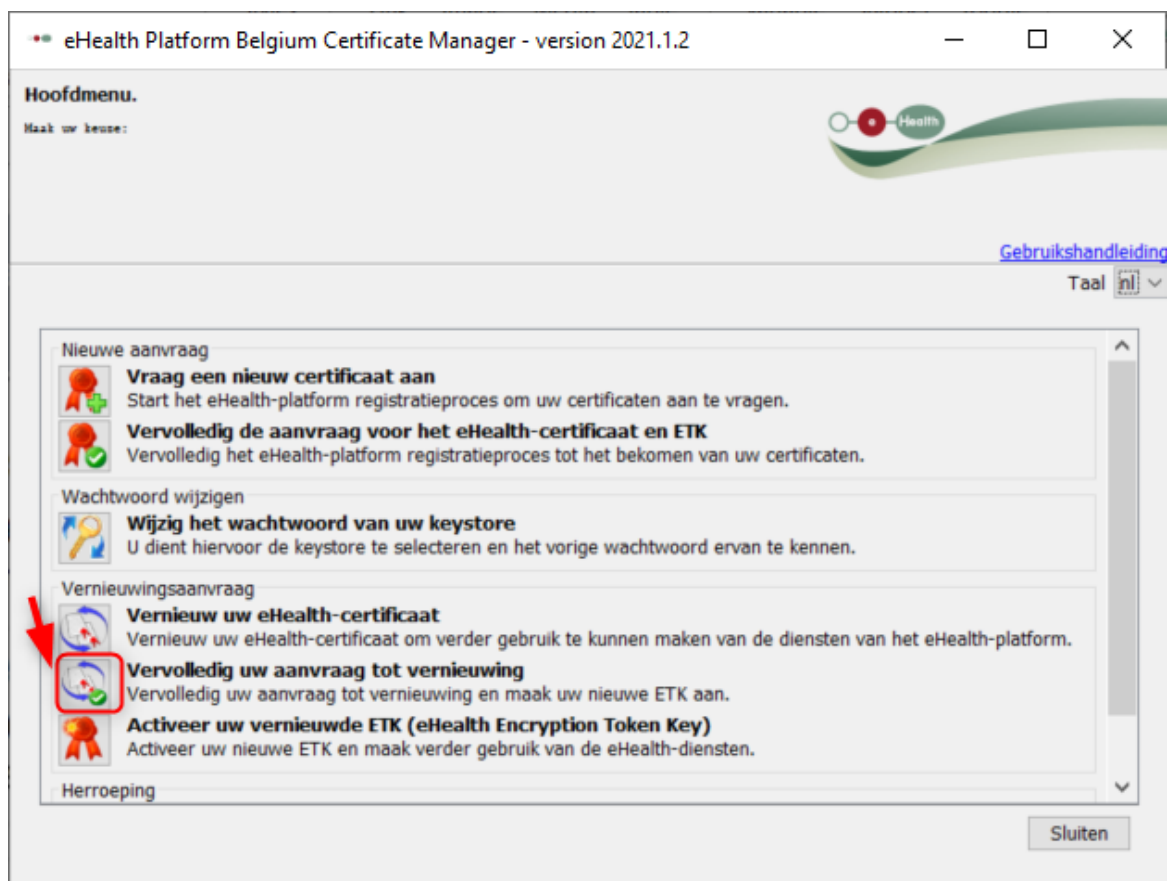 eHealth Platform Belgium Certificate Manager - version 2021.1.2
Hoofdmenu.
Maak uw keuze:
e Health
Gebruikshandleiding
Taal nl
Nieuwe aanvraag
Vraag een nieuw certificaat aan
Start het eHealth-platform registratieproces om uw certificaten aan te vragen.
Vervolledig de aanvraag voor het eHealth-certificaat en ETK
Vervolledig het eHealth-platform registratieproces tot het bekomen van uw certificaten.
Wachtwoord wijzigen
Wijzig het wachtwoord van uw keystore
U dient hiervoor de keystore te selecteren en het vorige wachtwoord ervan te kennen.
Vernieuwingsaanvraag
Vernieuw uw eHealth-certificaat
Vernieuw uw eHealth-certificaat om verder gebruik te kunnen maken van de diensten van het eHealth-platform.
Vervolledig uw aanvraag tot vernieuwing
Vervolledig uw aanvraag tot vernieuwing en maak uw nieuwe ETK aan.
Activeer uw vernieuwde ETK (eHealth Encryption Token Key)
Activeer uw nieuwe ETK en maak verder gebruik van de eHealth-diensten.
Herroeping
Sluiten